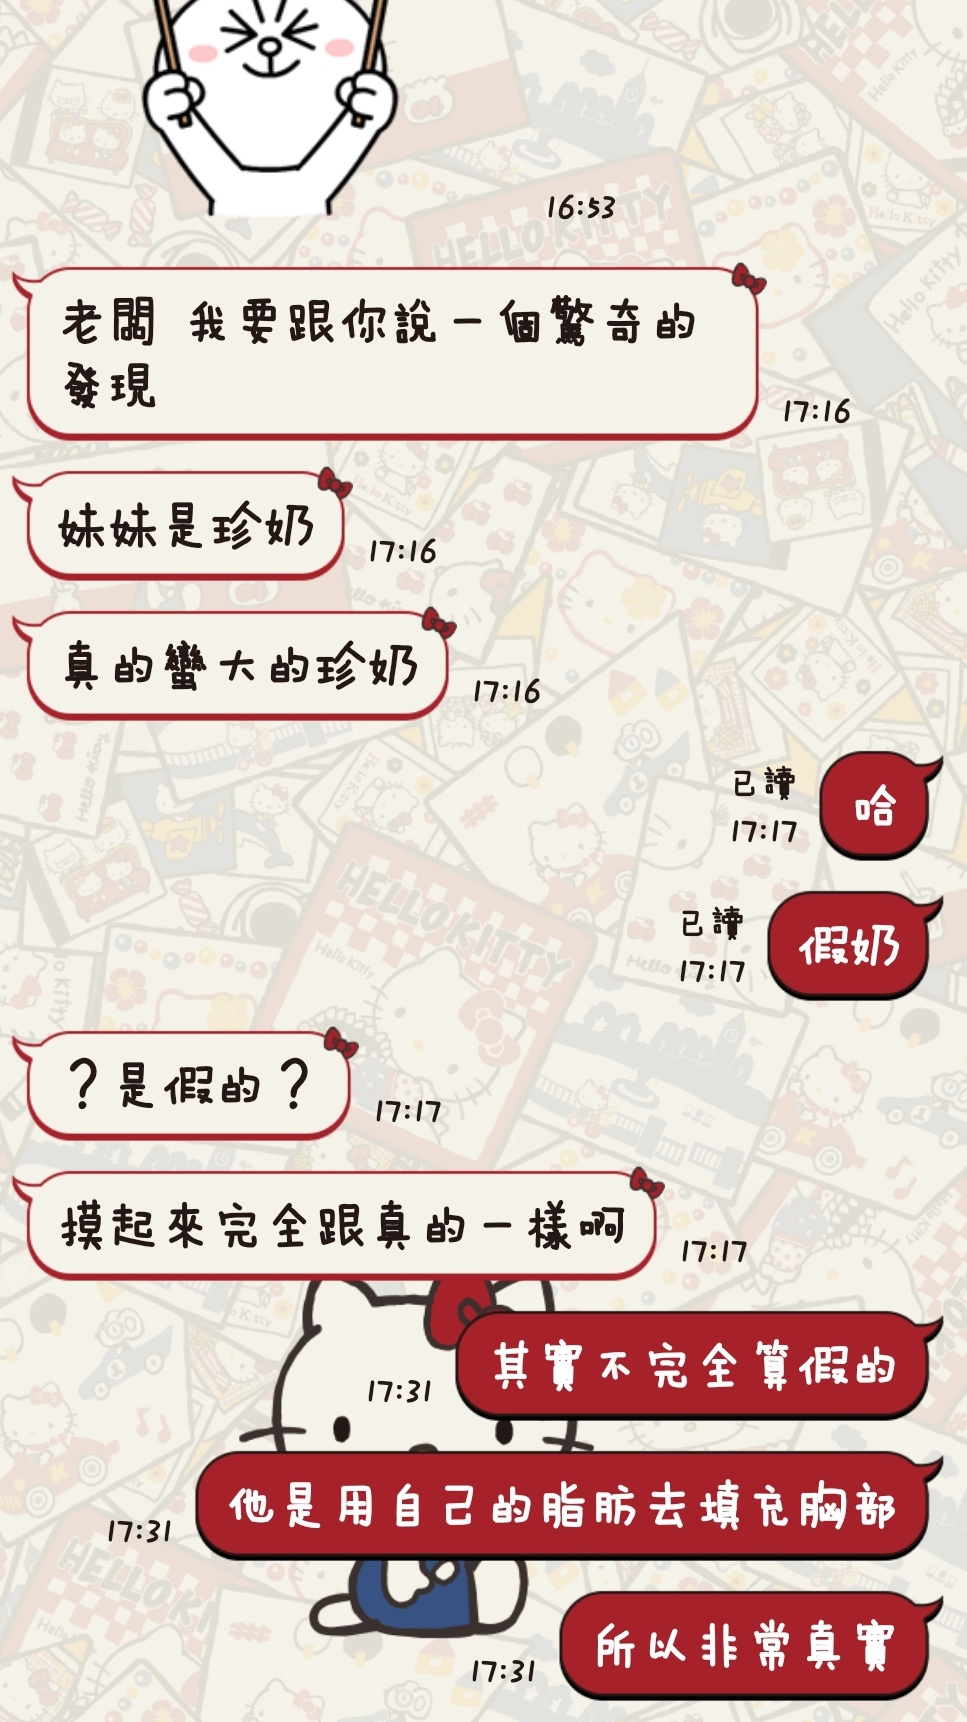 16:53
老闆 我要跟你說一個驚奇的
發現
17:16
妹妹是珍奶
17:16
真的蠻大的珍奶
17:16
已讀
17:17
哈
已讀
17:17
假奶
？是假的？
17:17
摸起來完全跟真的一樣啊
17:17
其實不完全算假的
17:31
他是用自己的脂肪去填充胸部
17:31
所以非常真實
17:31
HELLO KITTY
Hello Kitty